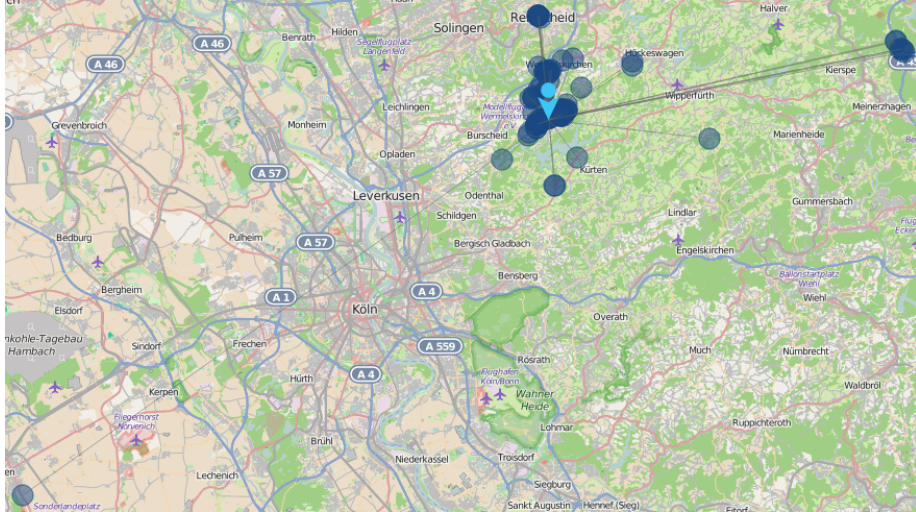 Halver
Solingen
Hilden
Benrath
Segelflugplatz
Langenfeld
A 46
A 46
Hückeswagen
Kierspe
Wipperfürth
Meinerzhagen
Leichlingen
Monheim
Grevenbroich
Burscheid
Marienheide
Opladen
Kürten
A 57
Leverkusen
Odenthal
Gummersbach
Schildgen
Lindlar
Pulheim
Bedburg
A 57
Bergisch Gladbach
Engelskirchen
Bergheim
Bensberg
Ballonstartplatz
Wiehl
A 4
A 1
Wiehl
Elsdorf
Köln
Overath
Hambach
Sindorf
Frechen
A 559
Much
Nümbrecht
Rösrath
Flughafen
Köln/Bonn
A 4
Hürth
Kerpen
Wahner
Heide
Waldbröl
Fliegerhorst
Nörvenich
Lohmar
Ruppichteroth
Brühl
Niederkassel
Troisdorf
Lechenich
Siegburg
Sonderlandeplatz
Sankt Augustin
Hennef (Sieg)